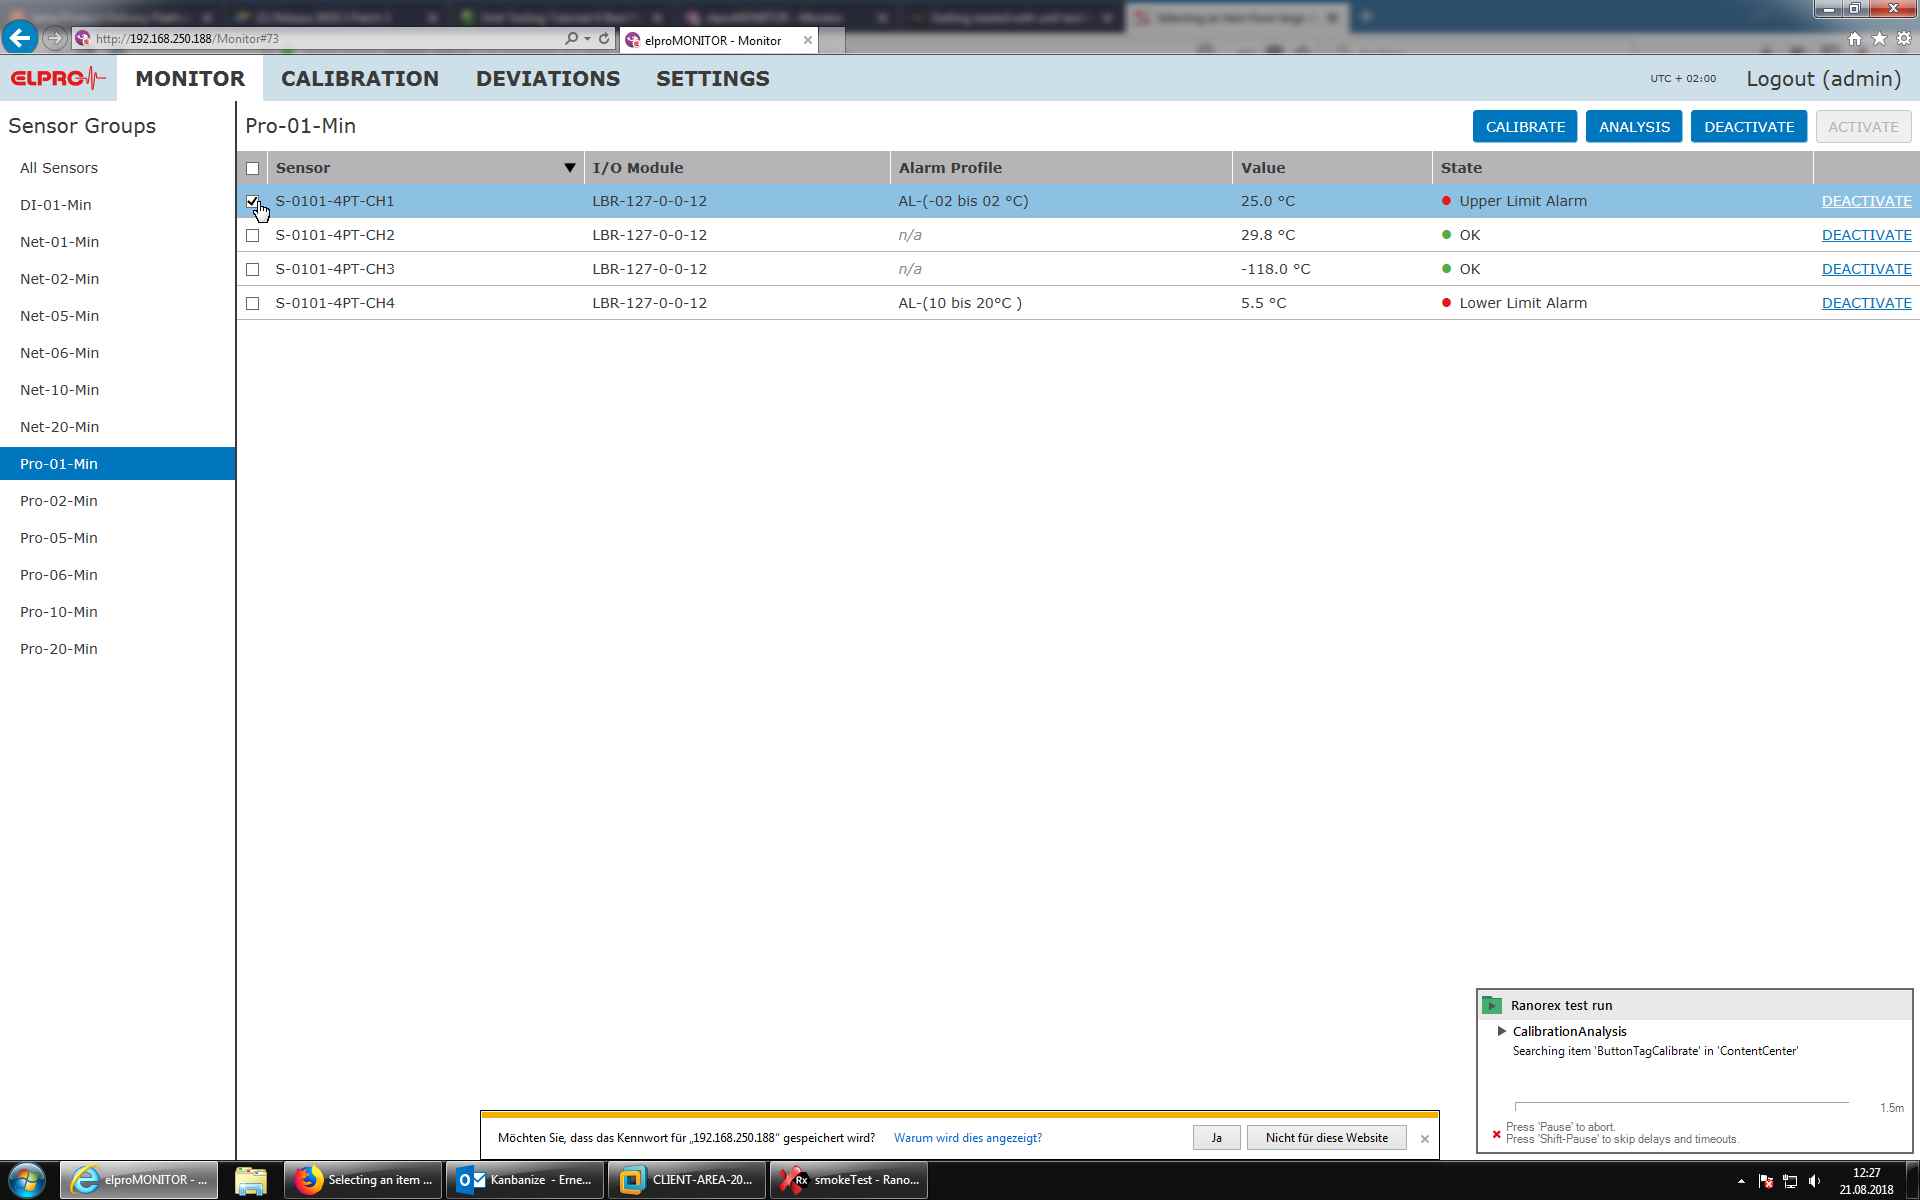 http://192.168.250.188/Monitor#73
elproMONITOR - Monitor
ELPRO
MONITOR
CALIBRATION
DEVIATIONS
SETTINGS
UTC + 02:00
Logout (admin)
Sensor Groups
All Sensors
DI-01-Min
Net-01-Min
Net-02-Min
Net-05-Min
Net-06-Min
Net-10-Min
Net-20-Min
Pro-01-Min
Pro-02-Min
Pro-05-Min
Pro-06-Min
Pro-10-Min
Pro-20-Min
Pro-01-Min
CALIBRATE
ANALYSIS
DEACTIVATE
ACTIVATE
Sensor I/O Module Alarm Profile Value State
S-0101-4PT-CH1 LBR-127-0-0-12 AL-(-02 bis 02 °C) 25.0 °C Upper Limit Alarm DEACTIVATE
S-0101-4PT-CH2 LBR-127-0-0-12 n/a 29.8 °C OK DEACTIVATE
S-0101-4PT-CH3 LBR-127-0-0-12 n/a -118.0 °C OK DEACTIVATE
S-0101-4PT-CH4 LBR-127-0-0-12 AL-(10 bis 20°C ) 5.5 °C Lower Limit Alarm DEACTIVATE
Ranorex test run
CalibrationAnalysis
Searching item 'ButtonTagCalibrate' in 'ContentCenter'
1.5m
Press 'Pause' to abort.
Press 'Shift-Pause' to skip delays and timeouts.
Möchten Sie, dass das Kennwort für „192.168.250.188" gespeichert wird?
Warum wird dies angezeigt?
Ja
Nicht für diese Website
elproMONITOR - ...
Selecting an item ...
Kanbanize - Erne...
CLIENT-AREA-20...
Rx
smokeTest - Rano...
12:27
21.08.2018